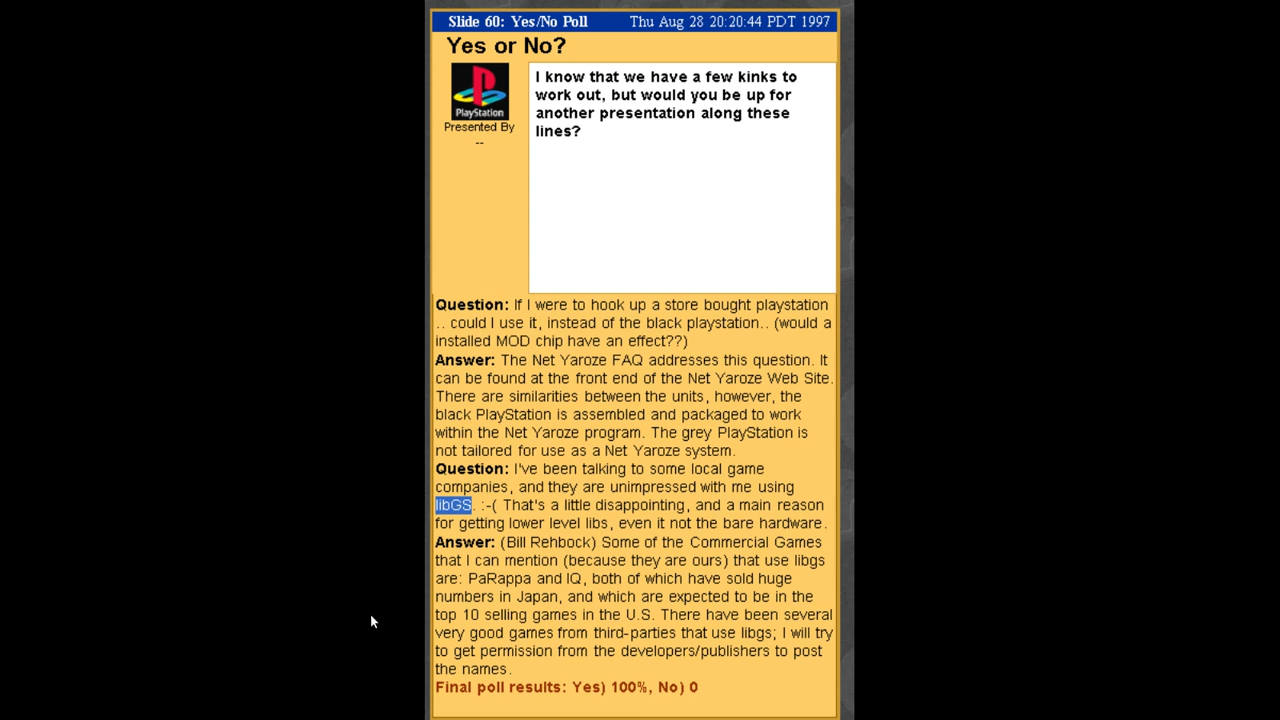 Slide 60: Yes/No Poll Thu Aug 28 20:20:44 PDT 1997
Yes or No?
PlayStation
Presented By
--
I know that we have a few kinks to
work out, but would you be up for
another presentation along these
lines?
Question: If I were to hook up a store bought playstation
.. could I use it, instead of the black playstation.. (would a
installed MOD chip have an effect??)
Answer: The Net Yaroze FAQ addresses this question. It
can be found at the front end of the Net Yaroze Web Site.
There are similarities between the units, however, the
black PlayStation is assembled and packaged to work
within the Net Yaroze program. The grey PlayStation is
not tailored for use as a Net Yaroze system.
Question: I've been talking to some local game
companies, and they are unimpressed with me using
libGS. :-( That's a little disappointing, and a main reason
for getting lower level libs, even it not the bare hardware.
Answer: (Bill Rehbock) Some of the Commercial Games
that I can mention (because they are ours) that use libgs
are: PaRappa and IQ, both of which have sold huge
numbers in Japan, and which are expected to be in the
top 10 selling games in the U.S. There have been several
very good games from third-parties that use libgs; I will try
to get permission from the developers/publishers to post
the names.
Final poll results: Yes) 100%, No) 0